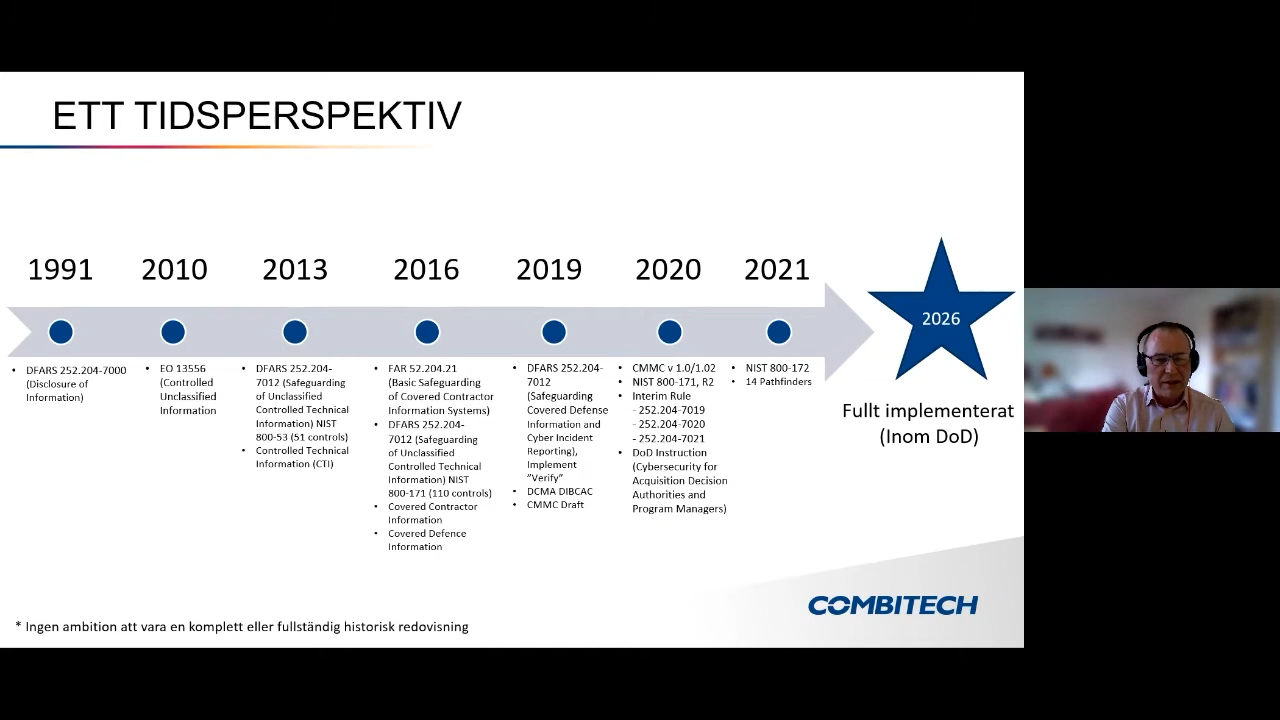 ETT TIDSPERSPEKTIV
1991
2010
2013
2016
2019
2020
2021
2026
• DFARS 252.204-7000
(Disclosure of
Information)
• EO 13556
(Controlled
Unclassified
Information
• DFARS 252.204-
7012 (Safeguarding
of Unclassified
Controlled Technical
Information) NIST
800-53 (51 controls)
• Controlled Technical
Information (CTI)
• FAR 52.204.21
(Basic Safeguarding
of Covered Contractor
Information Systems)
• DFARS 252.204-
7012 (Safeguarding
of Unclassified
Controlled Technical
Information) NIST
800-171 (110 controls)
• Covered Contractor
Information
• Covered Defence
Information
• DFARS 252.204-
7012
(Safeguarding
Covered Defense
Information and
Cyber Incident
Reporting),
Implement
”Verify”
• DCMA DIBCAC
• CMMC Draft
• CMMC v 1.0/1.02
• NIST 800-171, R2
• Interim Rule
- 252.204-7019
- 252.204-7020
- 252.204-7021
• DoD Instruction
(Cybersecurity for
Acquisition Decision
Authorities and
Program Managers)
• NIST 800-172
• 14 Pathfinders
Fullt implementerat
(Inom DoD)
COMBITECH
* Ingen ambition att vara en komplett eller fullständig historisk redovisning